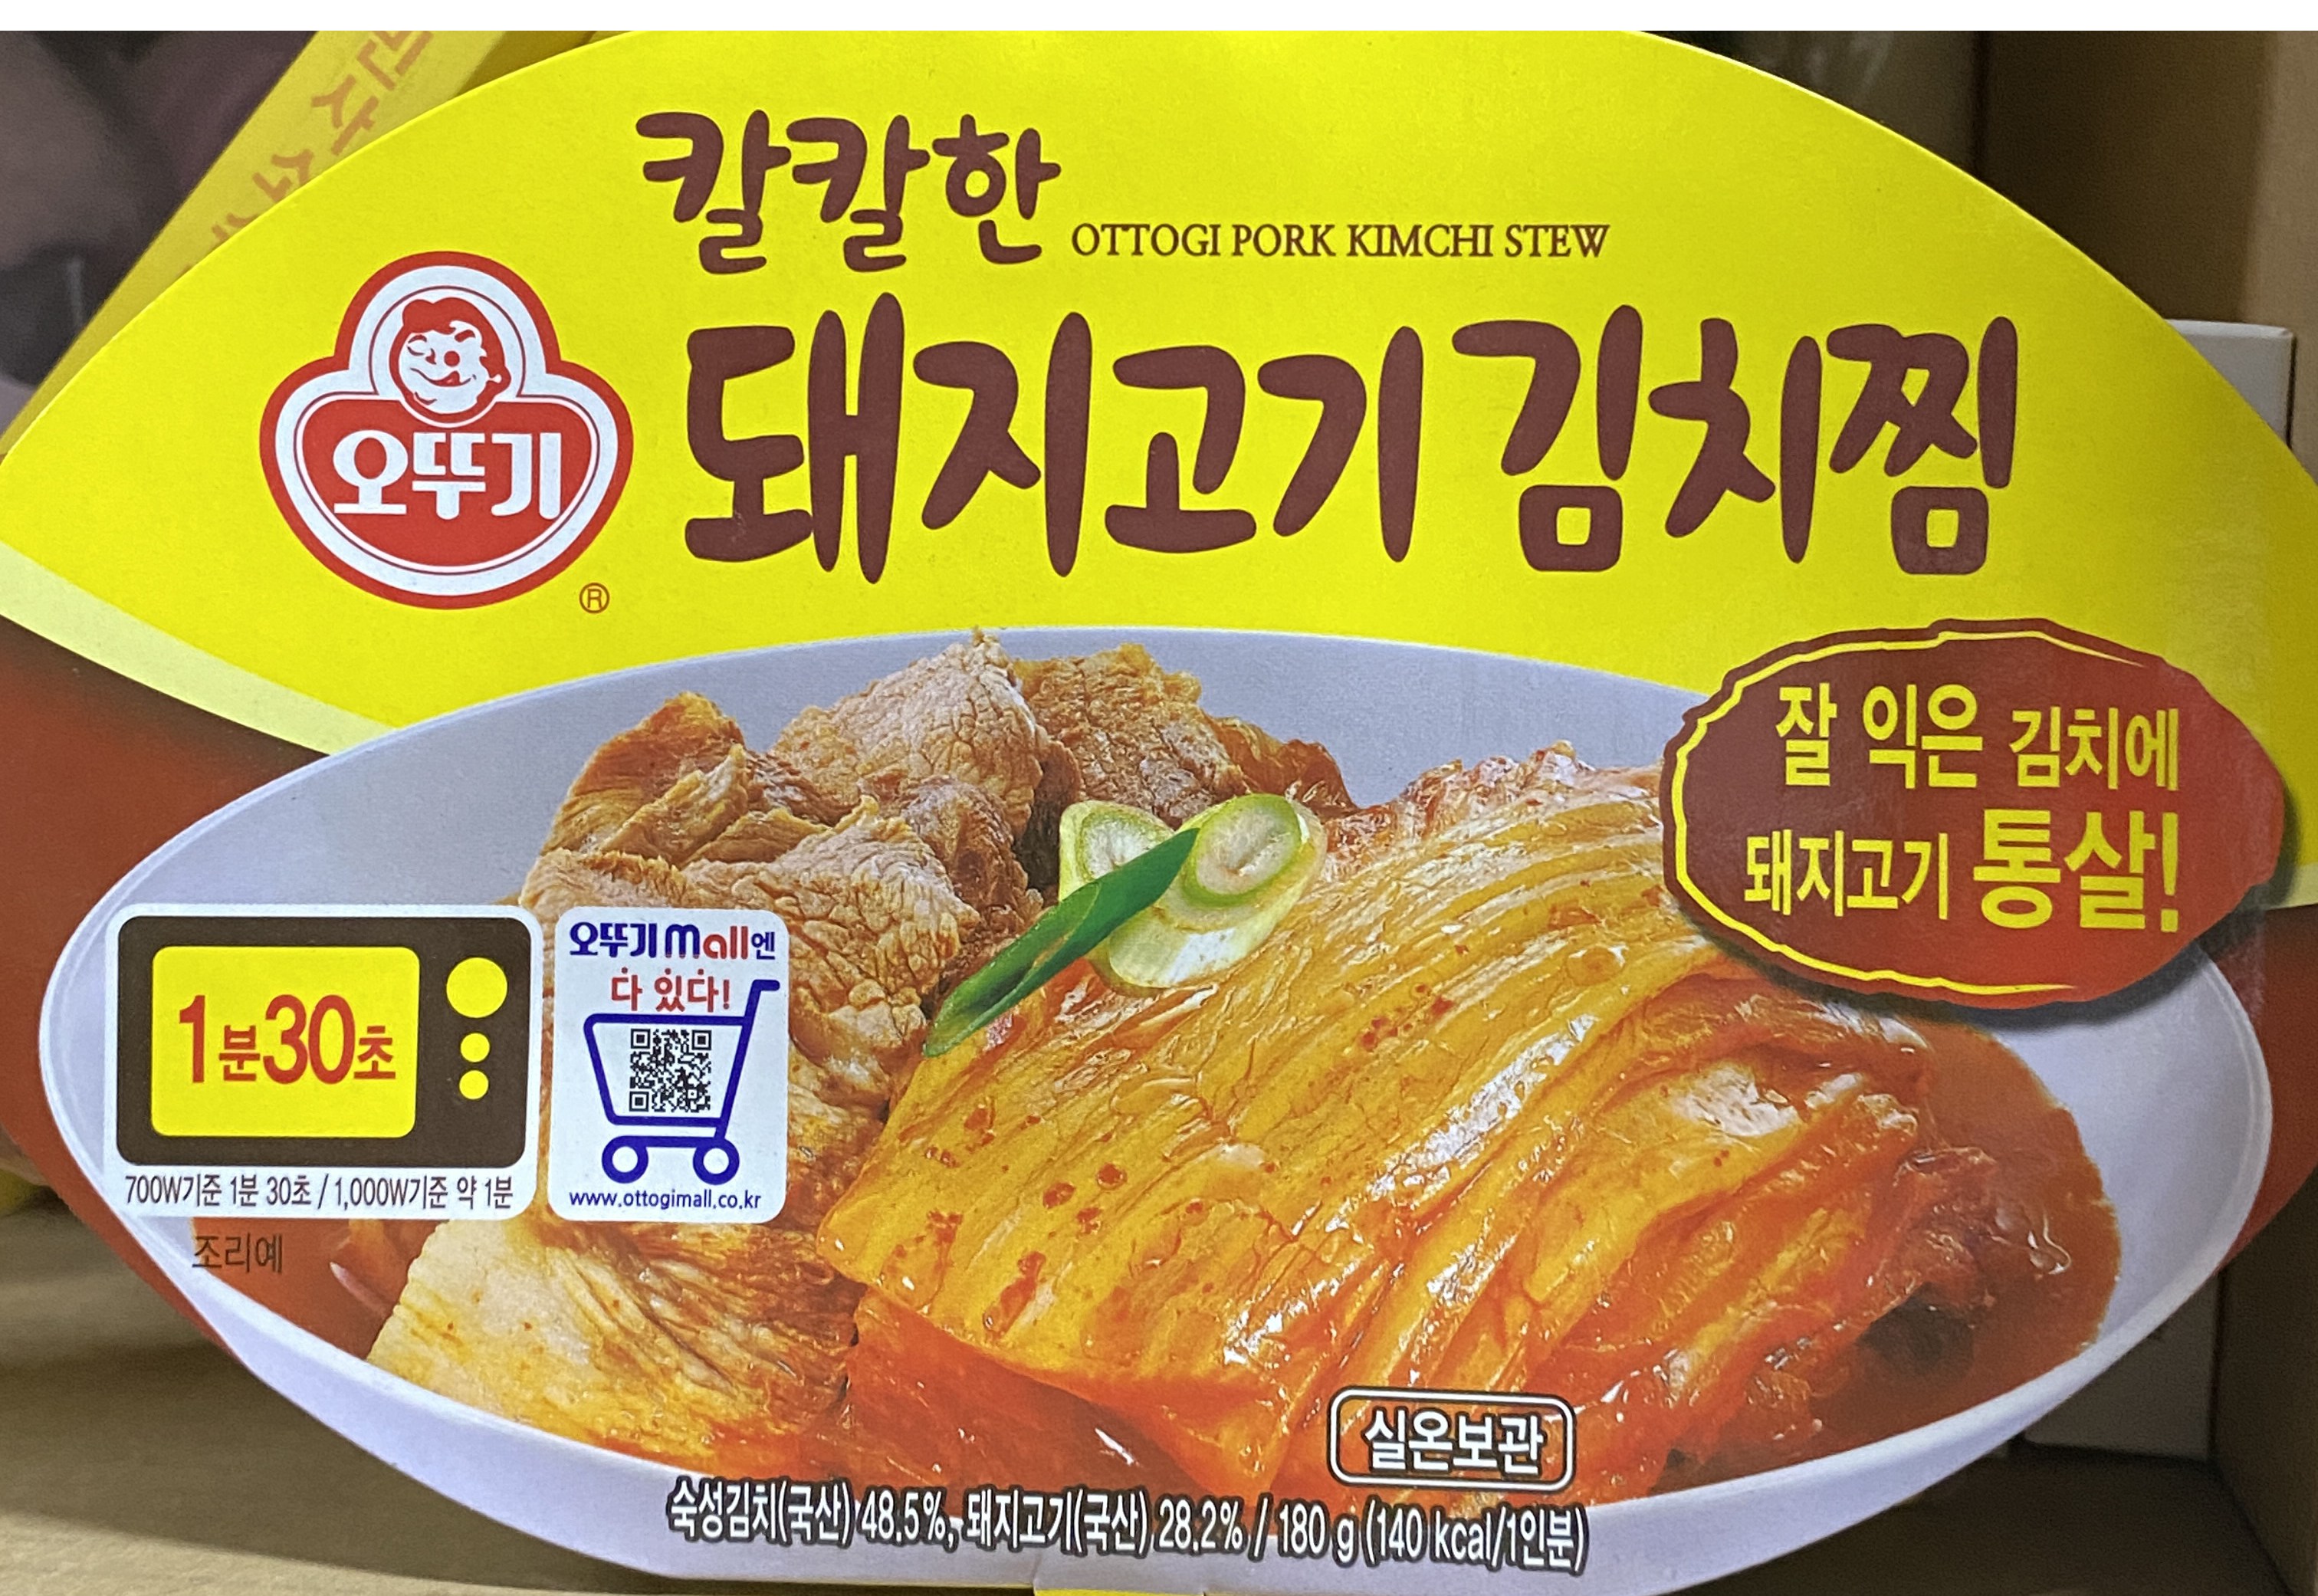 칼칼한
OTTOGI PORK KIMCHI STEW
오뚜기
®
돼지고기 김치찜
잘 익은 김치에
돼지고기 통살!
1분30초
700W기준 1분 30초 / 1,000W기준 약 1분
오뚜기mall엔
다 있다!
www.ottogimall.co.kr
조리예
실온보관
숙성김치(국산) 48.5%, 돼지고기(국산) 28.2% / 180 g (140 kcal/1인분)